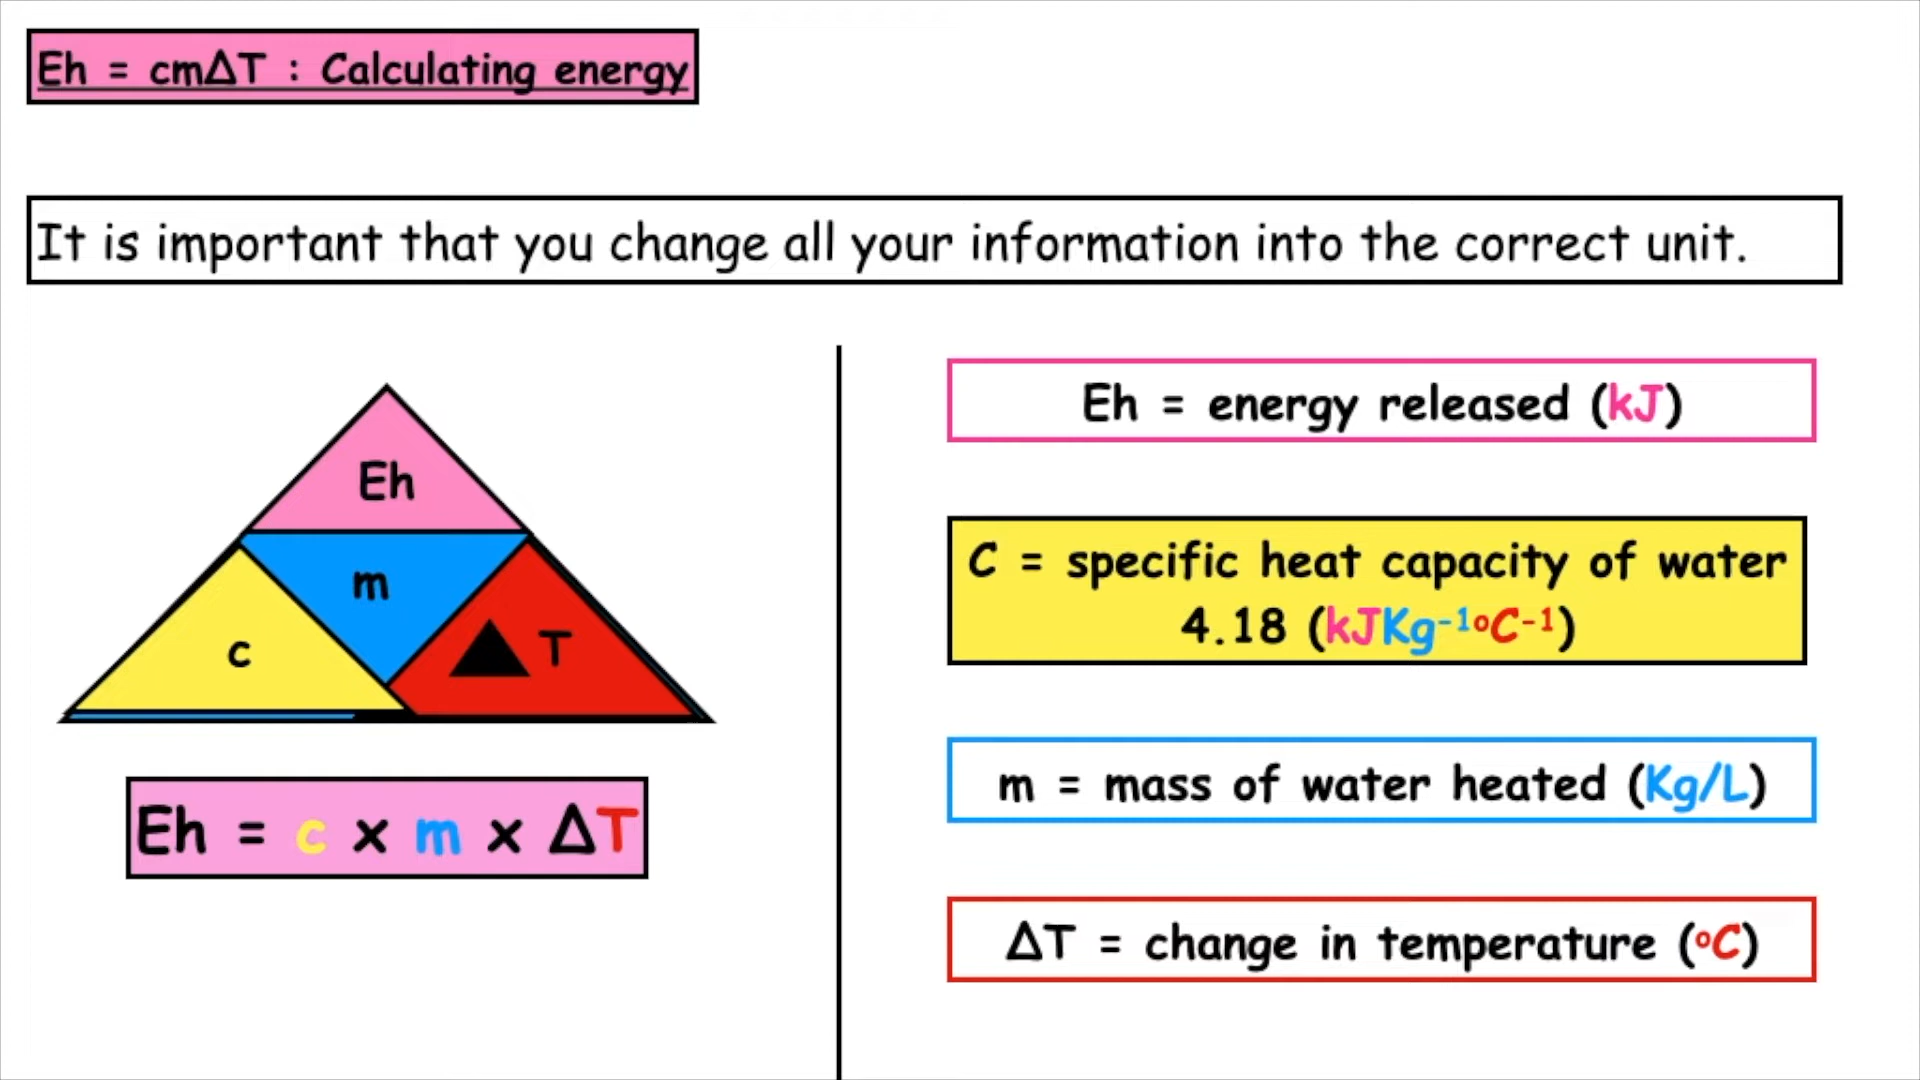 Eh = cmΔT : Calculating energy
It is important that you change all your information into the correct unit.
Eh
m
c
▲ T
Eh = c x m x ΔT
Eh = energy released (kJ)
C = specific heat capacity of water
4.18 (kJKg⁻¹ºC⁻¹)
m = mass of water heated (Kg/L)
ΔT = change in temperature (ºC)